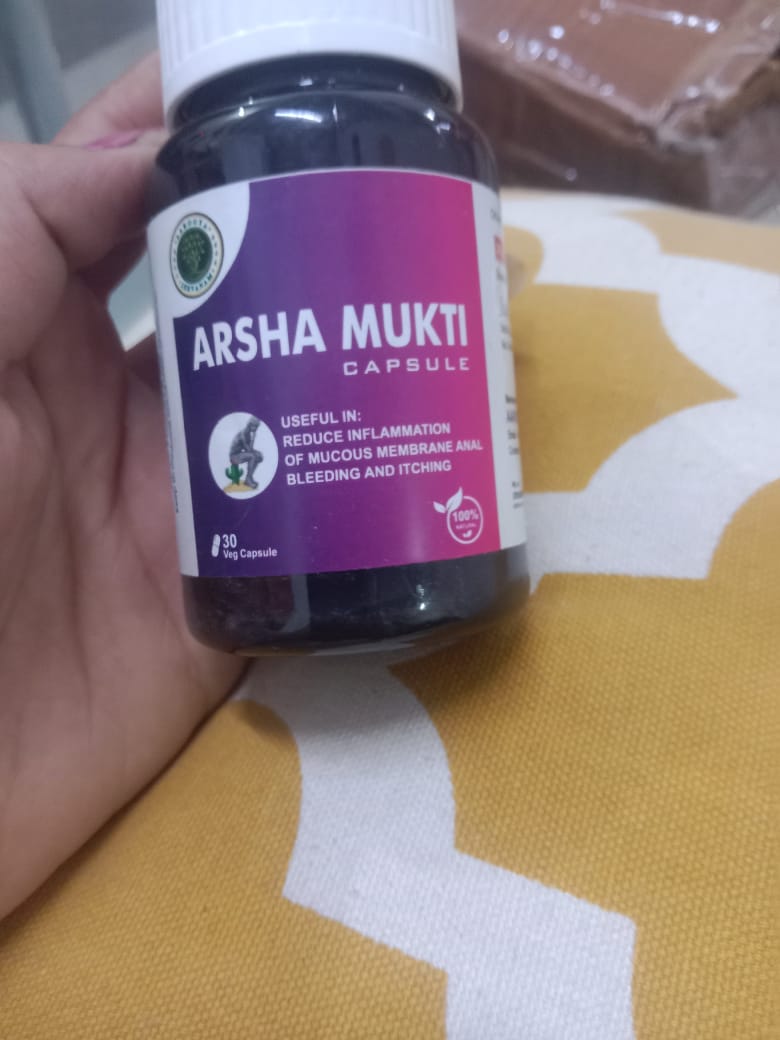 ARSHA MUKTI
CAPSULE
USEFUL IN:
REDUCE INFLAMMATION
OF MUCOUS MEMBRANE ANAL
BLEEDING AND ITCHING
30
Veg Capsule
100%
NATURAL